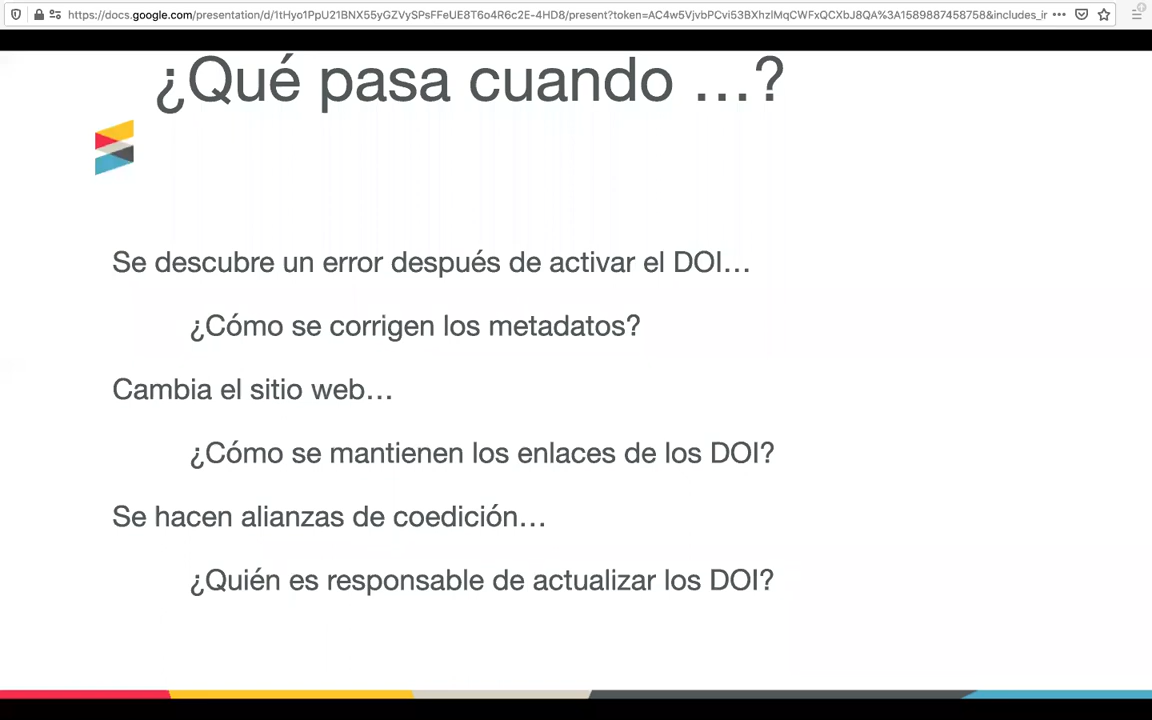 https://docs.google.com/presentation/d/1tHyo1PpU21BNX55yGZVySPsFFeUE8T6o4R6c2E-4HD8/present?token=AC4w5VjvbPCvi53BXhzlMqCWFxQCXbJ8QA%3A1589887458758&includes_ir
¿Qué pasa cuando …?
Se descubre un error después de activar el DOI…
¿Cómo se corrigen los metadatos?
Cambia el sitio web…
¿Cómo se mantienen los enlaces de los DOI?
Se hacen alianzas de coedición…
¿Quién es responsable de actualizar los DOI?